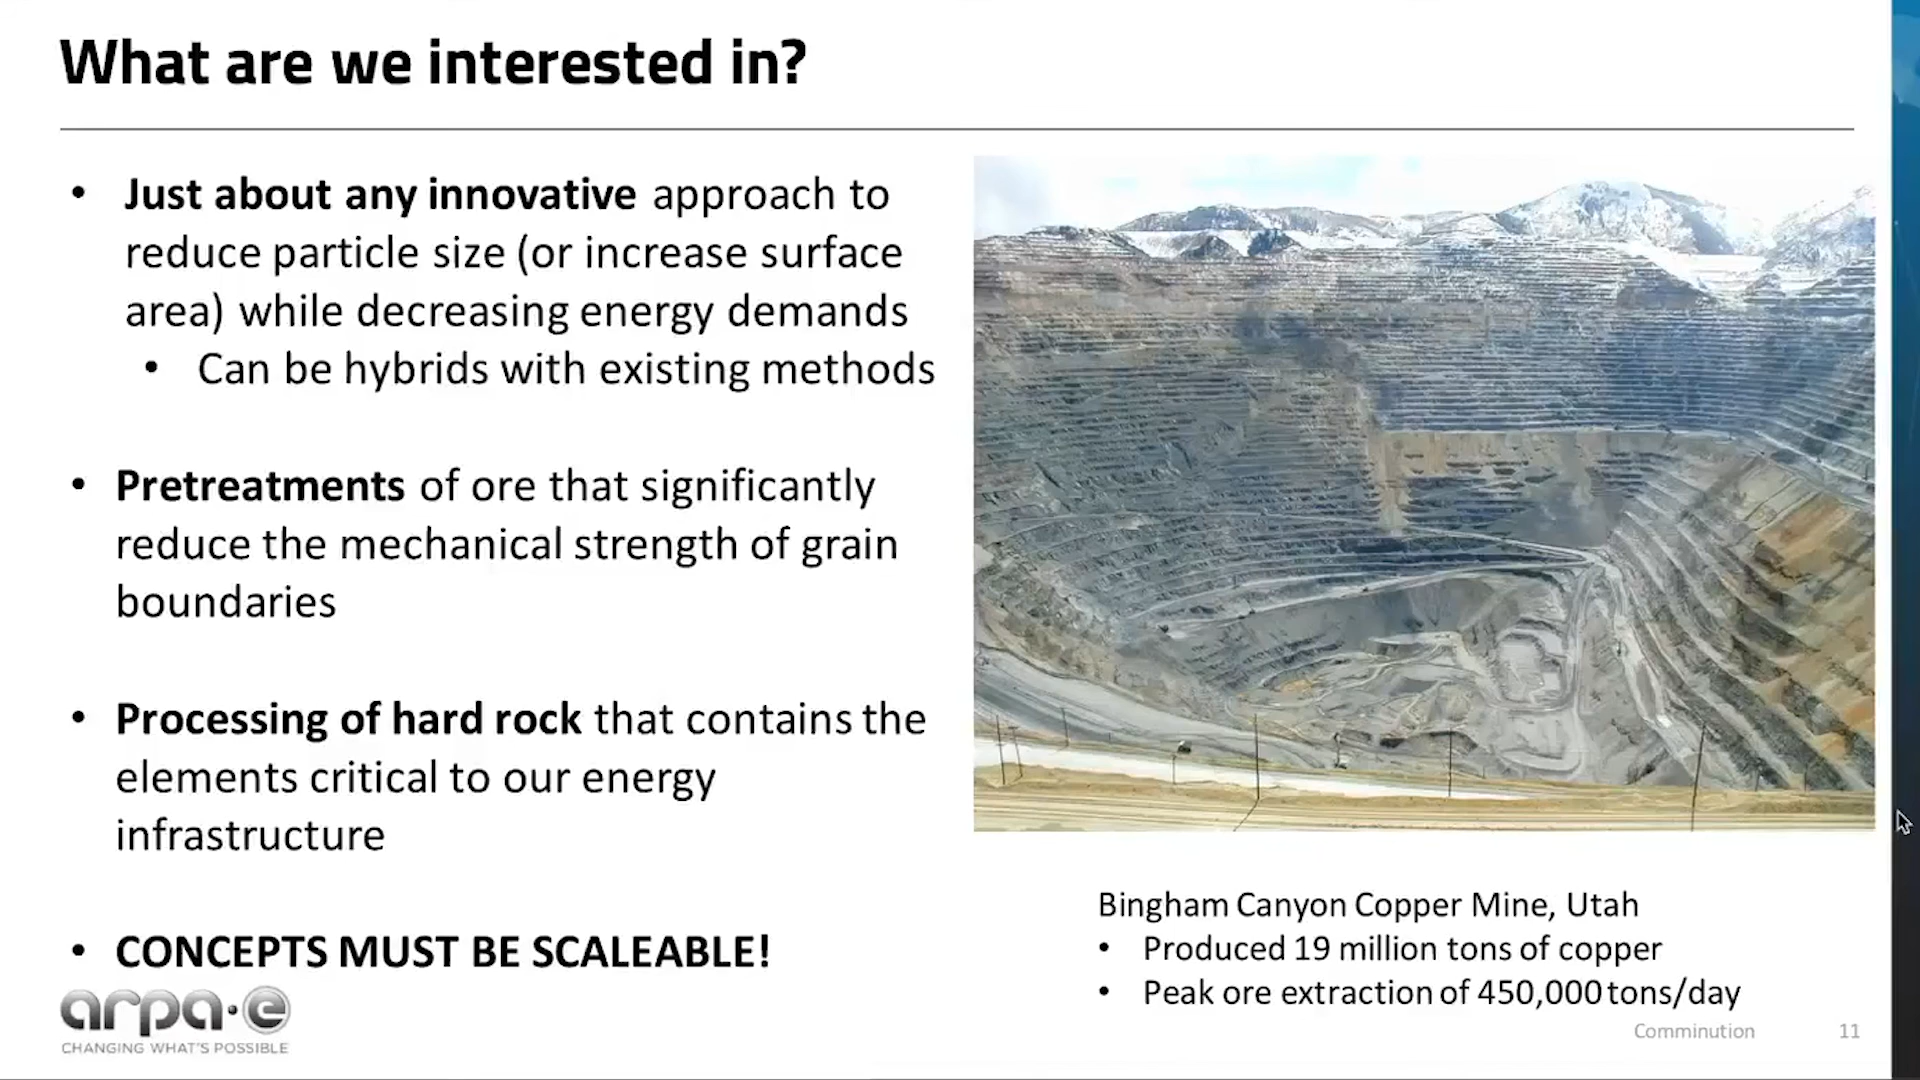 What are we interested in?
• Just about any innovative approach to
reduce particle size (or increase surface
area) while decreasing energy demands
• Can be hybrids with existing methods
• Pretreatments of ore that significantly
reduce the mechanical strength of grain
boundaries
• Processing of hard rock that contains the
elements critical to our energy
infrastructure
• CONCEPTS MUST BE SCALEABLE!
Bingham Canyon Copper Mine, Utah
• Produced 19 million tons of copper
• Peak ore extraction of 450,000 tons/day
arpa·e
CHANGING WHAT'S POSSIBLE
Comminution 11